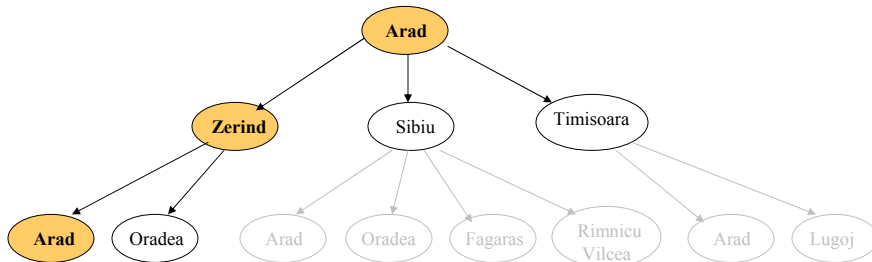 Arad
Zerind
Sibiu
Timisoara
Arad
Oradea
Arad
Oradea
Fagaras
Rimnicu
Vilcea
Arad
Lugoj